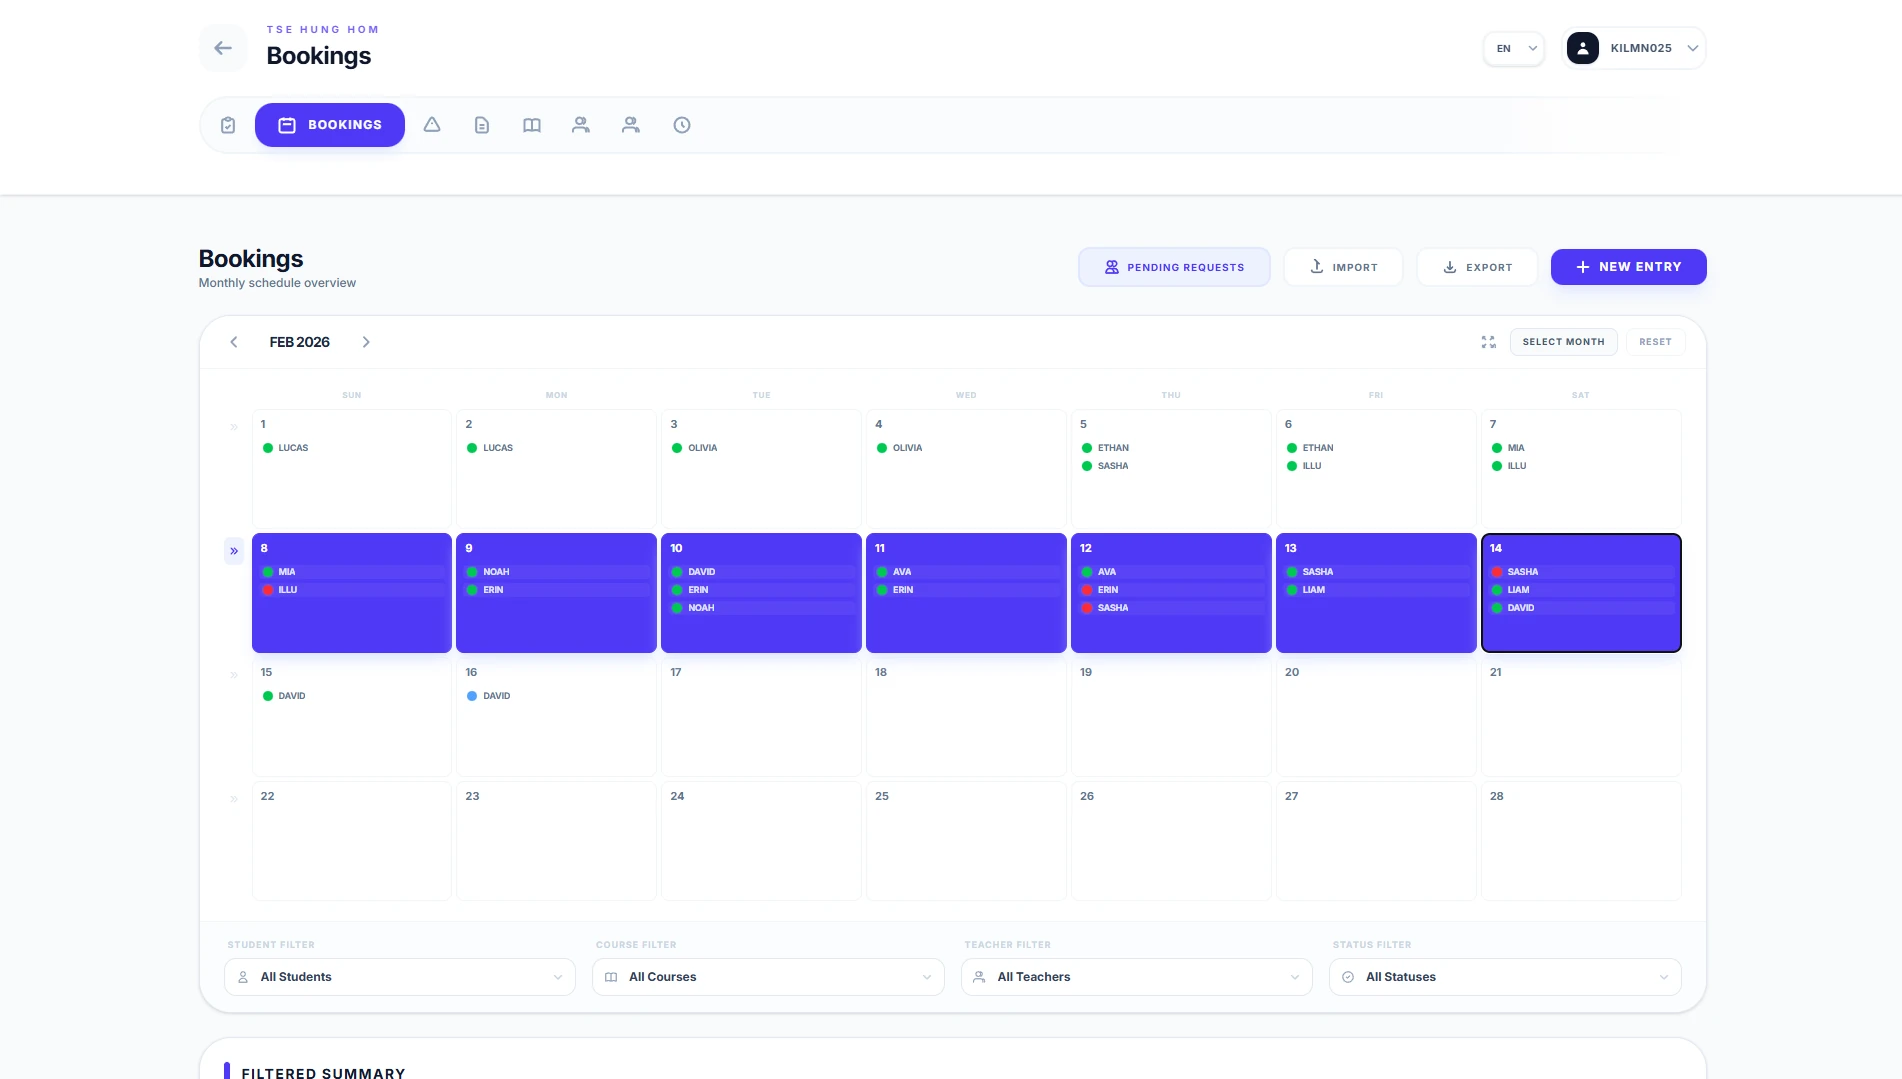 TSE HUNG HOM
Bookings
EN
KILMN025
BOOKINGS
Bookings
Monthly schedule overview
PENDING REQUESTS
IMPORT
EXPORT
NEW ENTRY
FEB 2026
SELECT MONTH
RESET
SUN MON TUE WED THU FRI SAT
1
LUCAS
2
LUCAS
3
OLIVIA
4
OLIVIA
5
ETHAN
SASHA
6
ETHAN
ILLU
7
MIA
ILLU
8
MIA
ILLU
9
NOAH
ERIN
10
DAVID
ERIN
NOAH
11
AVA
ERIN
12
AVA
ERIN
SASHA
13
SASHA
LIAM
14
SASHA
LIAM
DAVID
15
DAVID
16
DAVID
17
18
19
20
21
22
23
24
25
26
27
28
STUDENT FILTER
All Students
COURSE FILTER
All Courses
TEACHER FILTER
All Teachers
STATUS FILTER
All Statuses
FILTERED SUMMARY